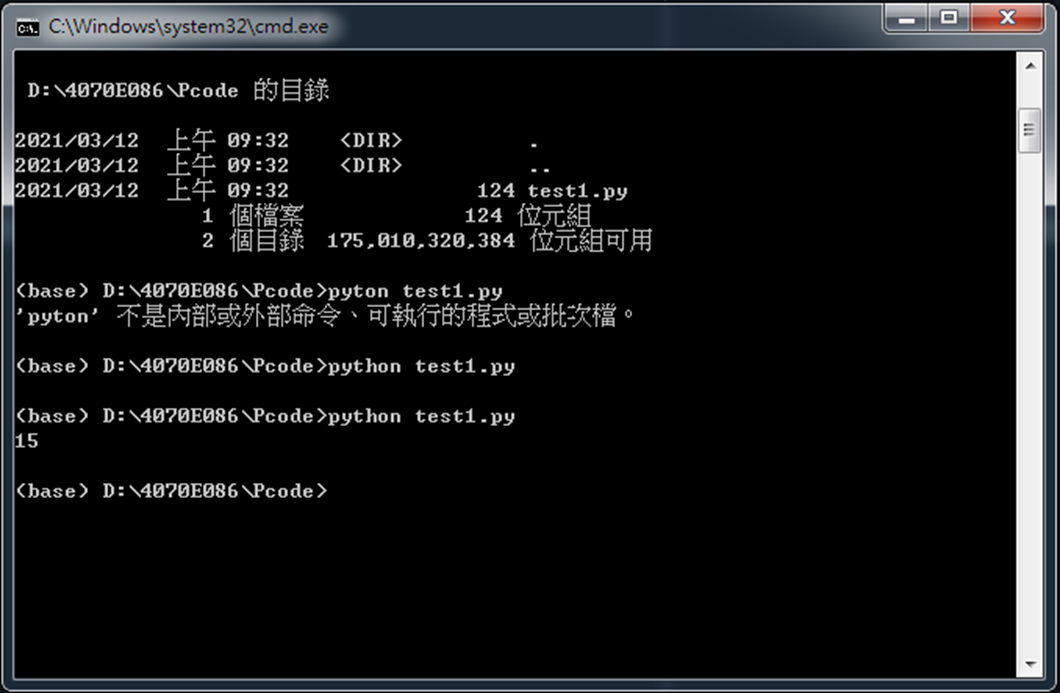 C:\Windows\system32\cmd.exe
D:\4070E086\Pcode 的目錄
2021/03/12  上午 09:32    <DIR>          .
2021/03/12  上午 09:32    <DIR>          ..
2021/03/12  上午 09:32               124 test1.py
1 個檔案             124 位元組
2 個目錄  175,010,320,384 位元組可用
(base) D:\4070E086\Pcode>pyton test1.py
'pyton' 不是內部或外部命令、可執行的程式或批次檔。
(base) D:\4070E086\Pcode>python test1.py
(base) D:\4070E086\Pcode>python test1.py
15
(base) D:\4070E086\Pcode>